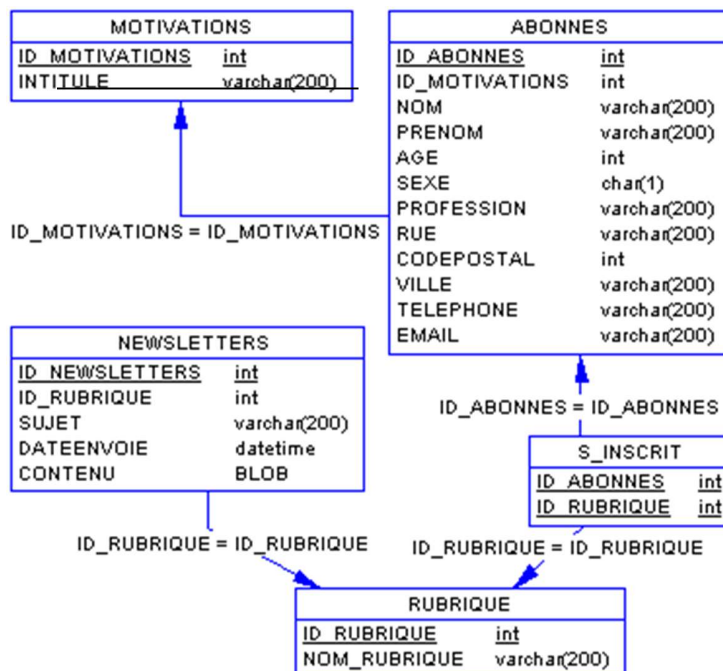 MOTIVATIONS
ID_MOTIVATIONS int
INTITULE varchar(200)
ABONNES
ID_ABONNES int
ID_MOTIVATIONS int
NOM varchar(200)
PRENOM varchar(200)
AGE int
SEXE char(1)
PROFESSION varchar(200)
RUE varchar(200)
CODEPOSTAL int
VILLE varchar(200)
TELEPHONE varchar(200)
EMAIL varchar(200)
ID_MOTIVATIONS = ID_MOTIVATIONS
NEWSLETTERS
ID_NEWSLETTERS int
ID_RUBRIQUE int
SUJET varchar(200)
DATEENVOIE datetime
CONTENU BLOB
ID_ABONNES = ID_ABONNES
S_INSCRIT
ID_ABONNES int
ID_RUBRIQUE int
ID_RUBRIQUE = ID_RUBRIQUE
ID_RUBRIQUE = ID_RUBRIQUE
RUBRIQUE
ID_RUBRIQUE int
NOM_RUBRIQUE varchar(200)